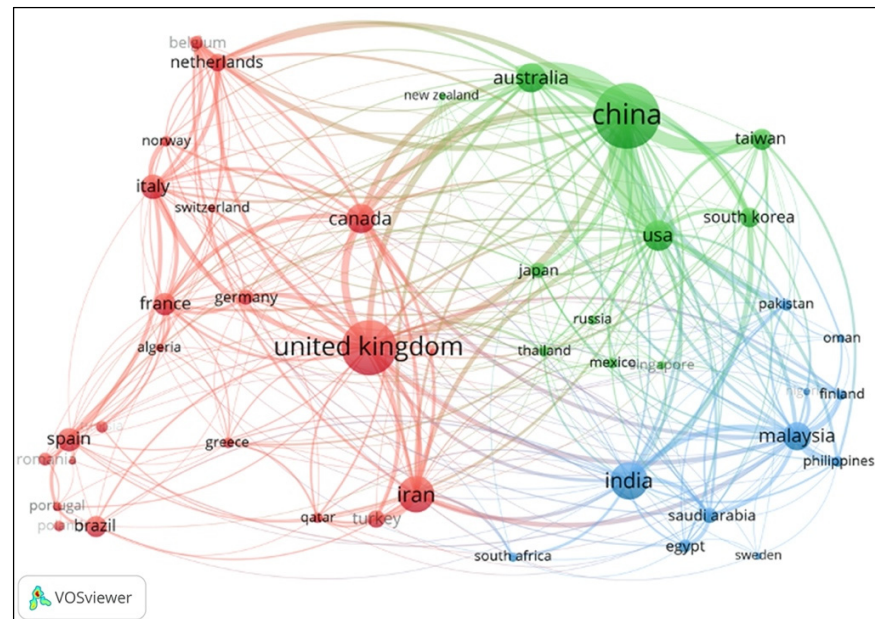 belgium
netherlands
australia
new zealand
china
taiwan
norway
italy
switzerland
canada
south korea
usa
japan
france
germany
pakistan
russia
united kingdom
oman
algeria
thailand
mexico
singapore
finland
spain
greece
malaysia
romania
philippines
india
iran
portugal
brazil
qatar
turkey
saudi arabia
egypt
south africa
sweden
VOSviewer